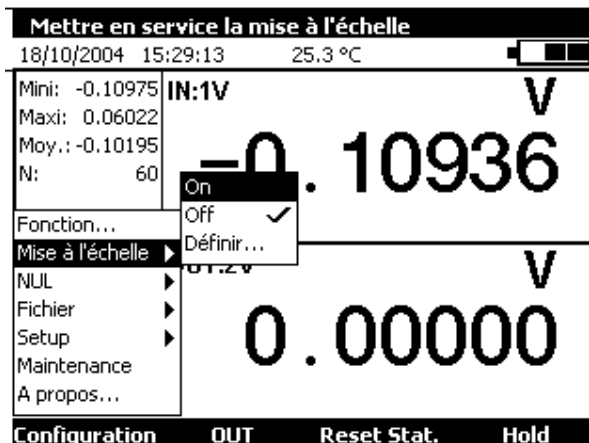 Mettre en service la mise à l'échelle
18/10/2004 15:29:13 25.3 °C
Mini: -0.10975
Maxi: 0.06022
Moy.: -0.10195
N: 60
IN:1V
V
-0.10936
On
Off
Définir...
Fonction...
Mise à l'échelle
NUL
Fichier
Setup
Maintenance
A propos...
V
0.00000
Configuration OUT Reset Stat. Hold